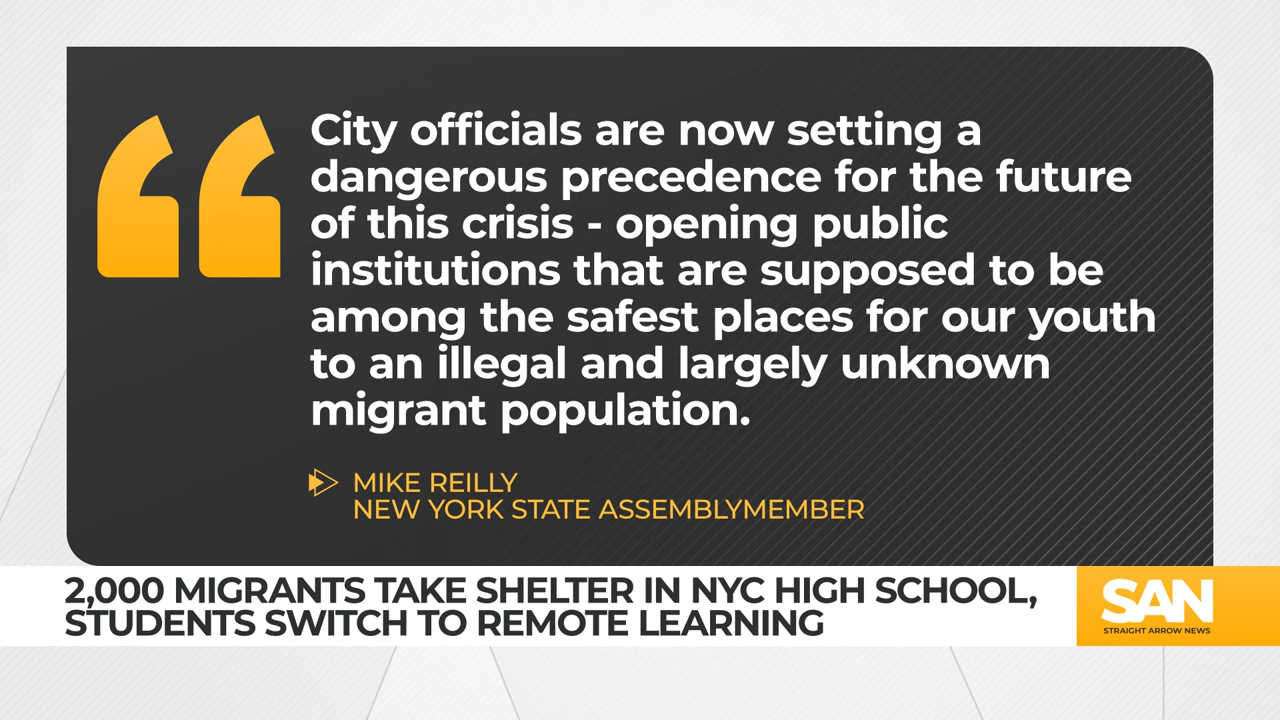 City officials are now setting a
dangerous precedence for the future
of this crisis - opening public
institutions that are supposed to be
among the safest places for our youth
to an illegal and largely unknown
migrant population.
MIKE REILLY
NEW YORK STATE ASSEMBLYMEMBER
2,000 MIGRANTS TAKE SHELTER IN NYC HIGH SCHOOL,
STUDENTS SWITCH TO REMOTE LEARNING
SAN
STRAIGHT ARROW NEWS